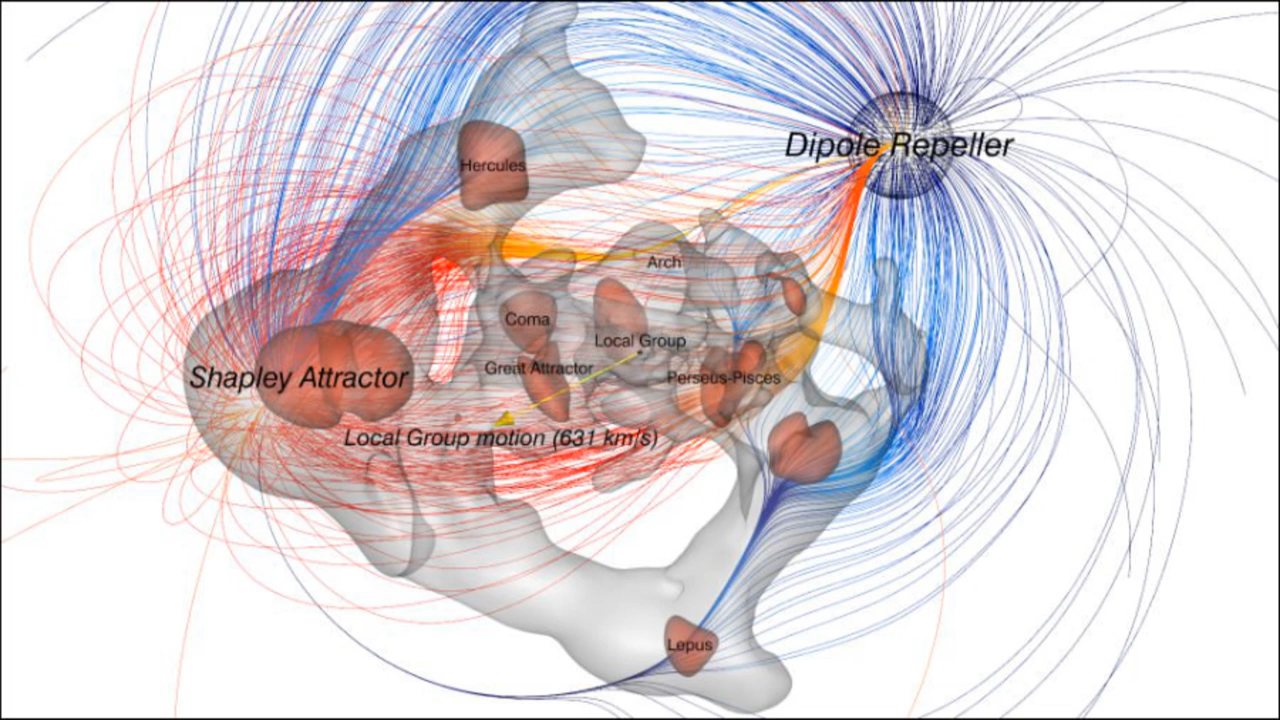 Dipole Repeller
Hercules
Arch
Coma
Local Group
Great Attractor
Perseus-Pisces
Shapley Attractor
Local Group motion (631 km/s)
Lepus